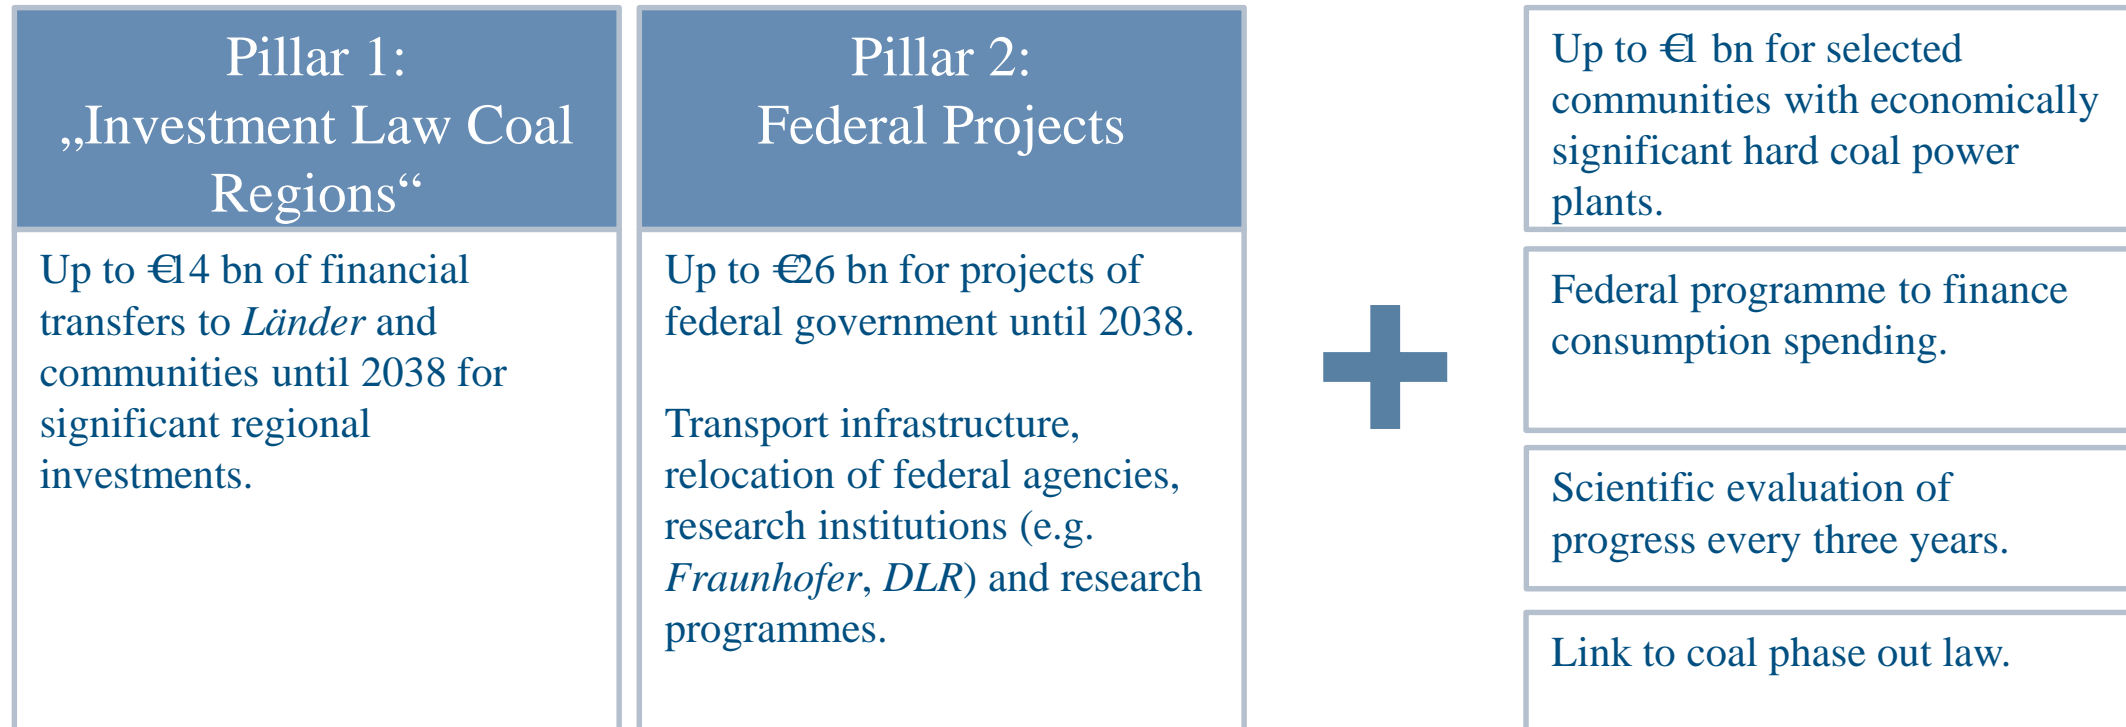 Pillar 1:
„Investment Law Coal
Regions“
Up to €14 bn of financial
transfers to Länder and
communities until 2038 for
significant regional
investments.
Pillar 2:
Federal Projects
Up to €26 bn for projects of
federal government until 2038.
Transport infrastructure,
relocation of federal agencies,
research institutions (e.g.
Fraunhofer, DLR) and research
programmes.
Up to €1 bn for selected
communities with economically
significant hard coal power
plants.
Federal programme to finance
consumption spending.
Scientific evaluation of
progress every three years.
Link to coal phase out law.